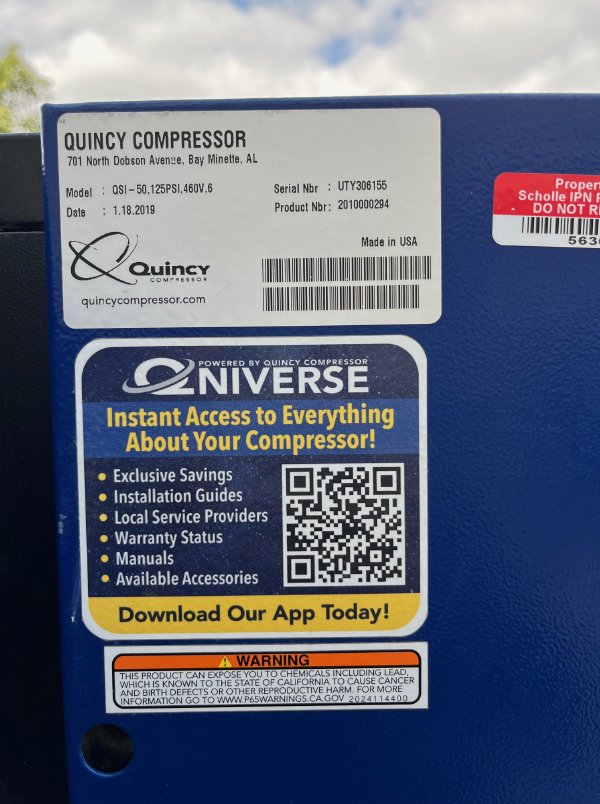 QUINCY COMPRESSOR
701 North Dobson Avenue, Bay Minette, AL
Model : QSI-50,125PSI,460V,6
Serial Nbr : UTY306155
Date : 1.18.2019
Product Nbr: 2010000294
Made in USA
Quincy
COMPRESSOR
quincycompressor.com
Scholle IPN
DO NOT
POWERED BY QUINCY COMPRESSOR
QNIVERSE
Instant Access to Everything
About Your Compressor!
• Exclusive Savings
• Installation Guides
• Local Service Providers
• Warranty Status
• Manuals
• Available Accessories
Download Our App Today!
WARNING
THIS PRODUCT CAN EXPOSE YOU TO CHEMICALS INCLUDING LEAD,
WHICH IS KNOWN TO THE STATE OF CALIFORNIA TO CAUSE CANCER
AND BIRTH DEFECTS OR OTHER REPRODUCTIVE HARM. FOR MORE
INFORMATION GO TO WWW.P65WARNINGS.CA.GOV 2024114400